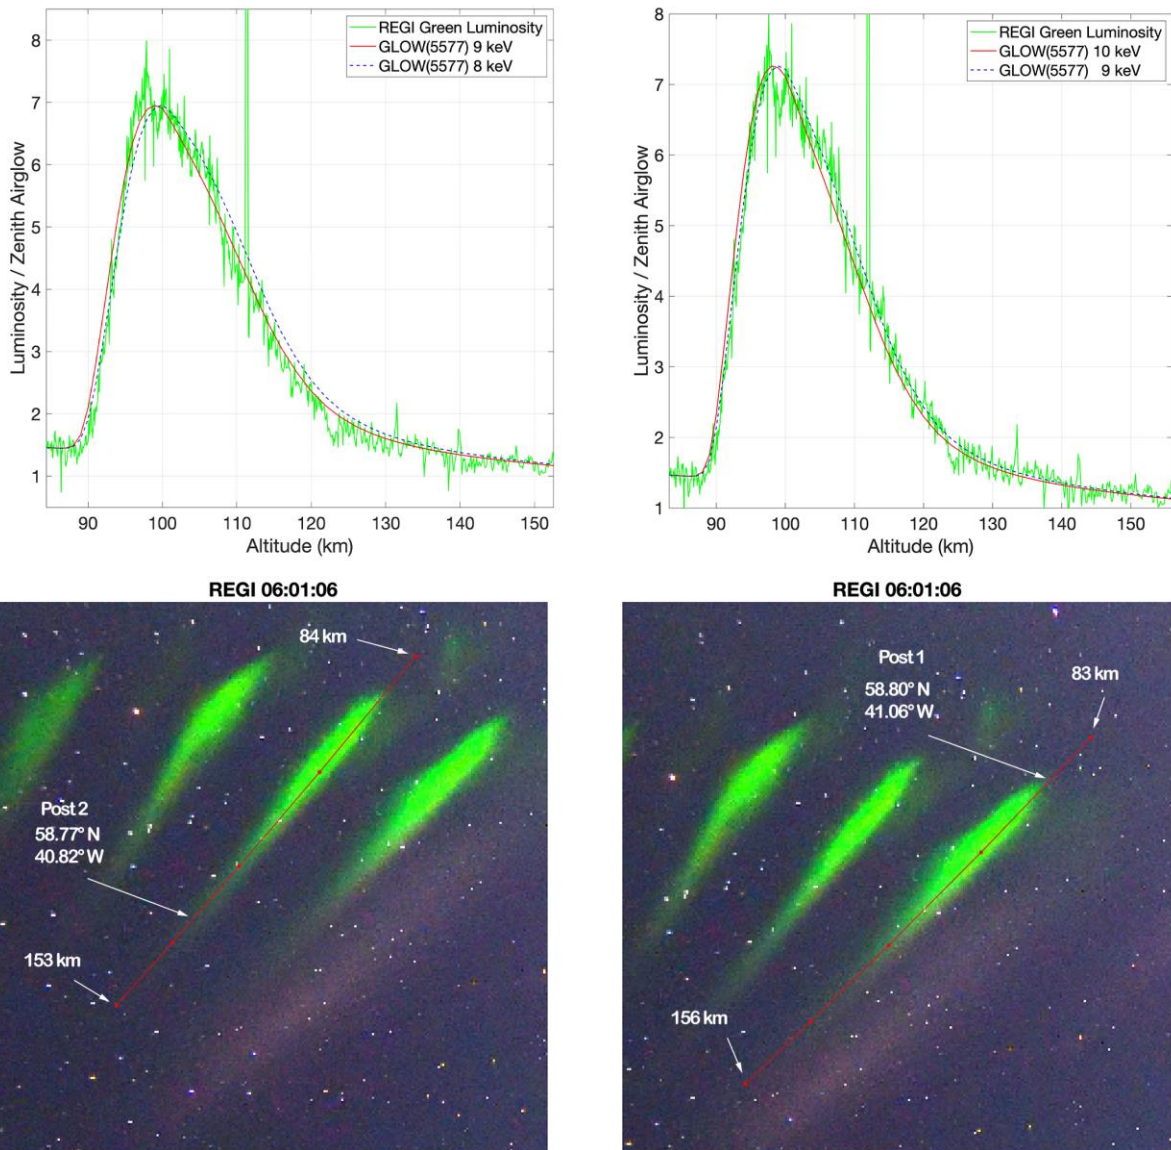 REGI Green Luminosity
GLOW(5577) 9 keV
GLOW(5577) 8 keV
8
7
6
5
4
3
2
1
Luminosity / Zenith Airglow
90 100 110 120 130 140 150
Altitude (km)
REGI Green Luminosity
GLOW(5577) 10 keV
GLOW(5577) 9 keV
8
7
6
5
4
3
2
1
Luminosity / Zenith Airglow
90 100 110 120 130 140 150
Altitude (km)
REGI 06:01:06
84 km
Post 2
58.77° N
40.82° W
153 km
REGI 06:01:06
Post 1
58.80° N
41.06° W
83 km
156 km